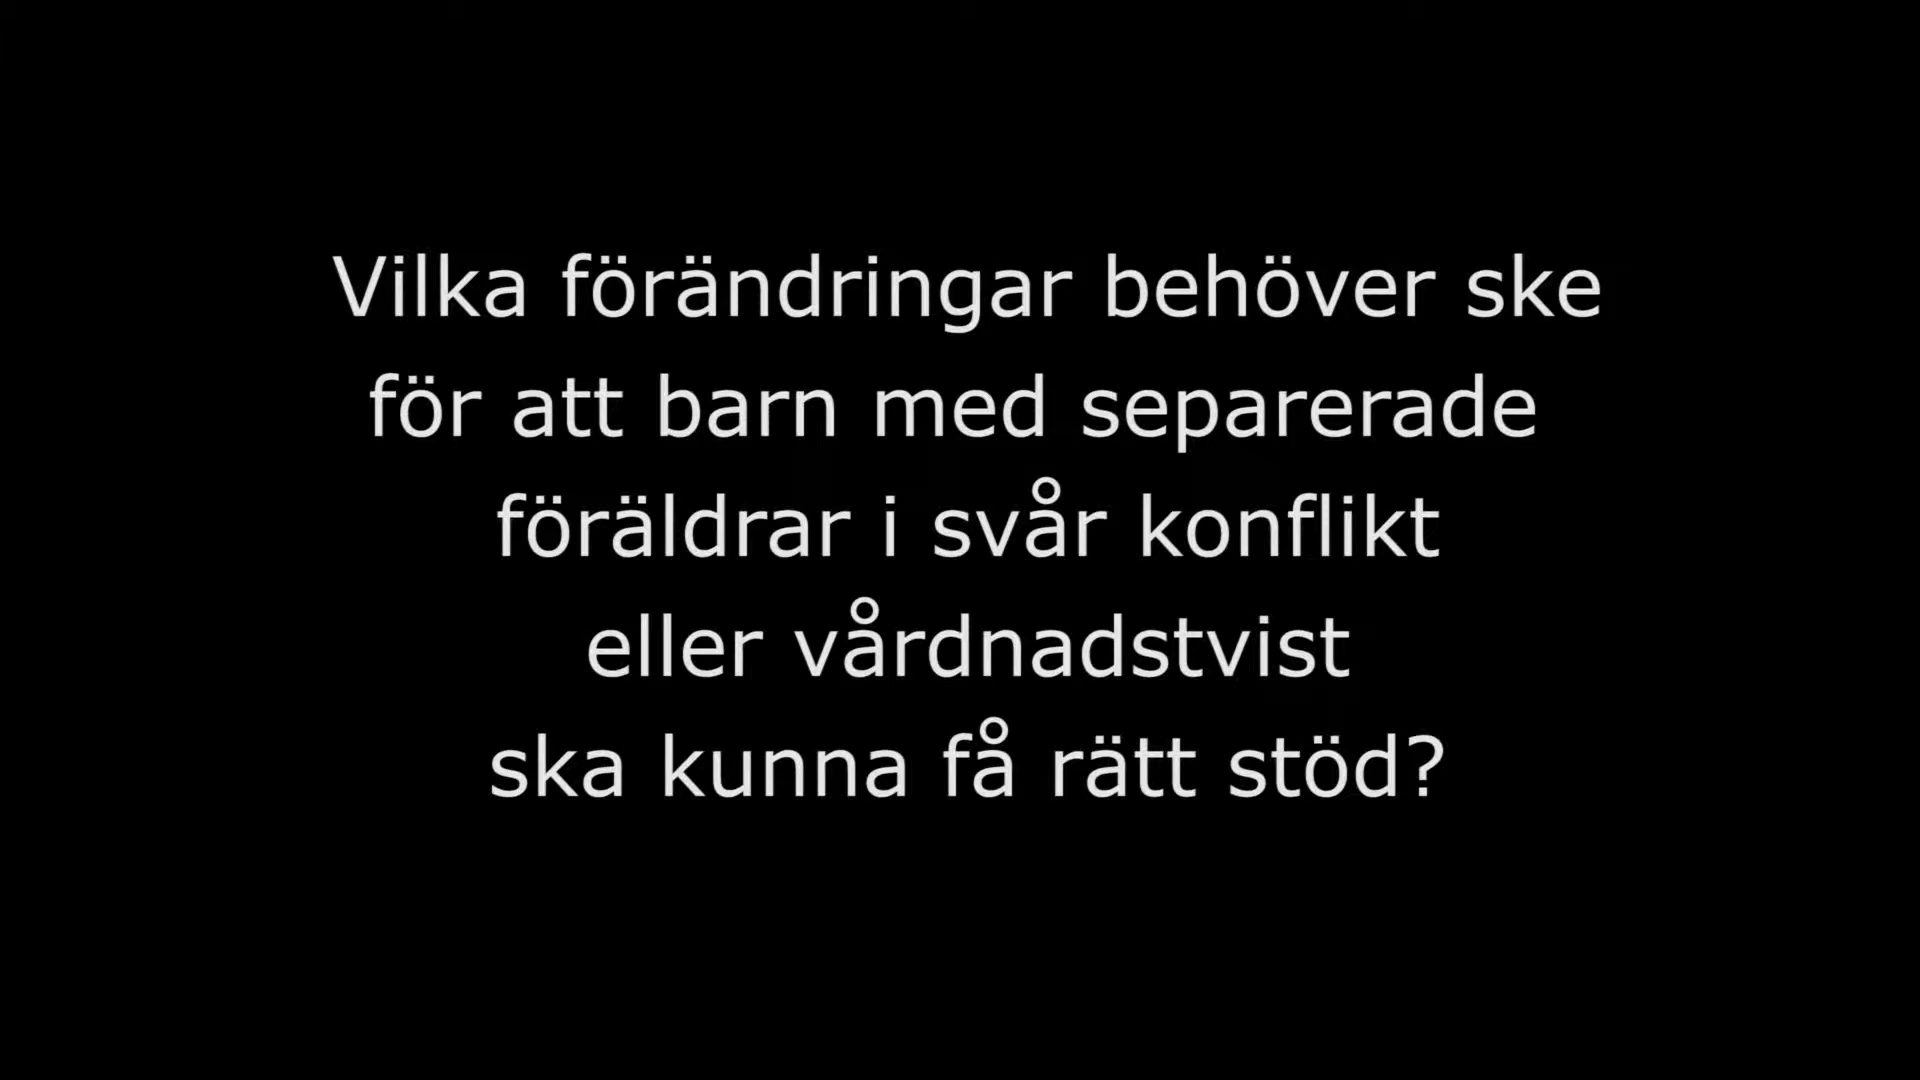 Vilka förändringar behöver ske
för att barn med separerade
föräldrar i svår konflikt
eller vårdnadstvist
ska kunna få rätt stöd?